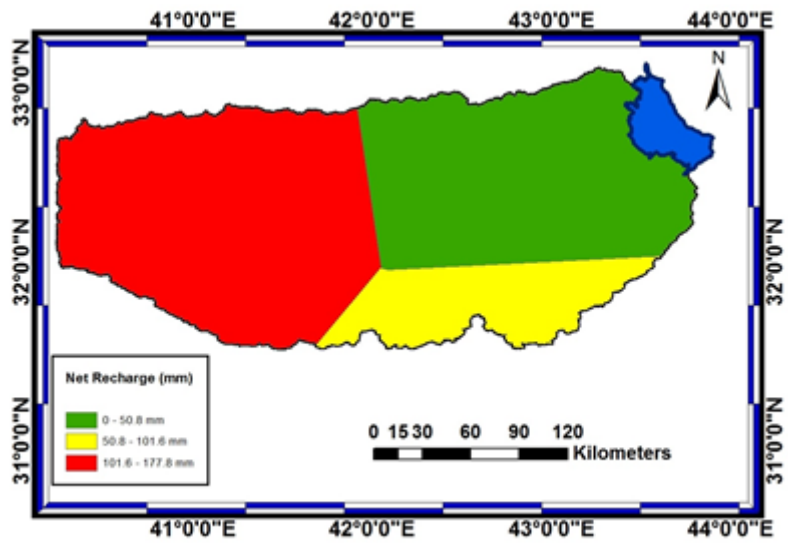 41°0'0"E 42°0'0"E 43°0'0"E 44°0'0"E
33°0'0"N
32°0'0"N
31°0'0"N
N
33°0'0"N
32°0'0"N
31°0'0"N
Net Recharge (mm)
0 - 50.8 mm
50.8 - 101.6 mm
101.6 - 177.8 mm
0 15 30 60 90 120
Kilometers
41°0'0"E 42°0'0"E 43°0'0"E 44°0'0"E